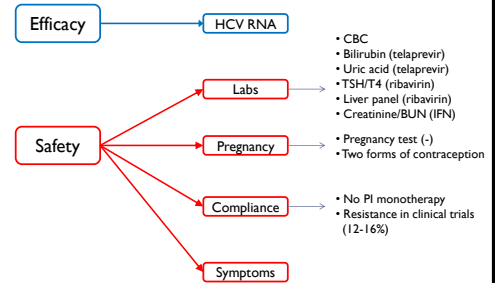 Efficacy
HCV RNA
Safety
Labs
• CBC
• Bilirubin (telaprevir)
• Uric acid (telaprevir)
• TSH/T4 (ribavirin)
• Liver panel (ribavirin)
• Creatinine/BUN (IFN)
Pregnancy
• Pregnancy test (-)
• Two forms of contraception
Compliance
• No PI monotherapy
• Resistance in clinical trials
(12-16%)
Symptoms